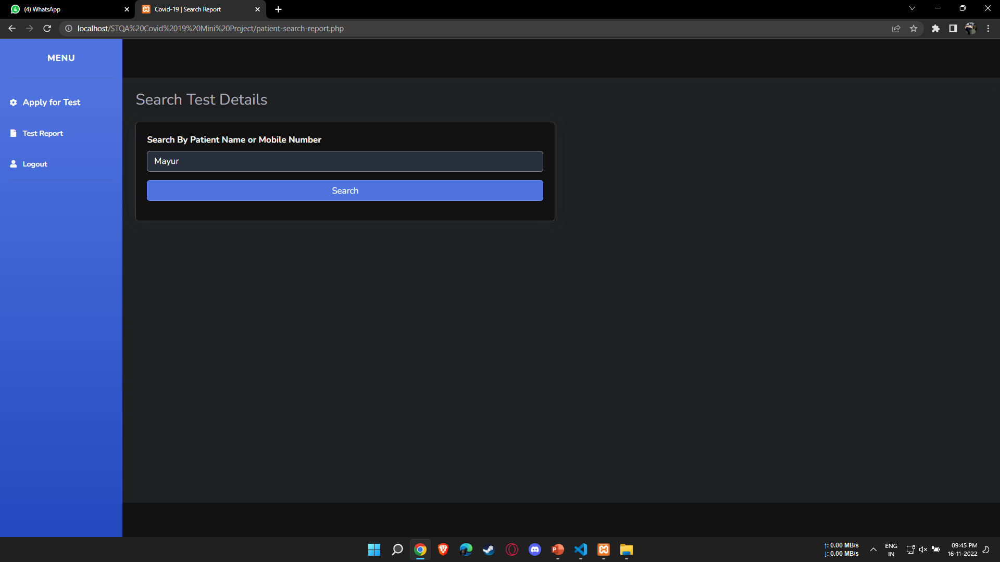 (4) WhatsApp
Covid-19 | Search Report
localhost/STQA%20Covid%2019%20Mini%20Project/patient-search-report.php
MENU
Apply for Test
Test Report
Logout
Search Test Details
Search By Patient Name or Mobile Number
Mayur
Search
↑: 0.00 MB/s
↓: 0.00 MB/s
ENG
IN
09:45 PM
16-11-2022